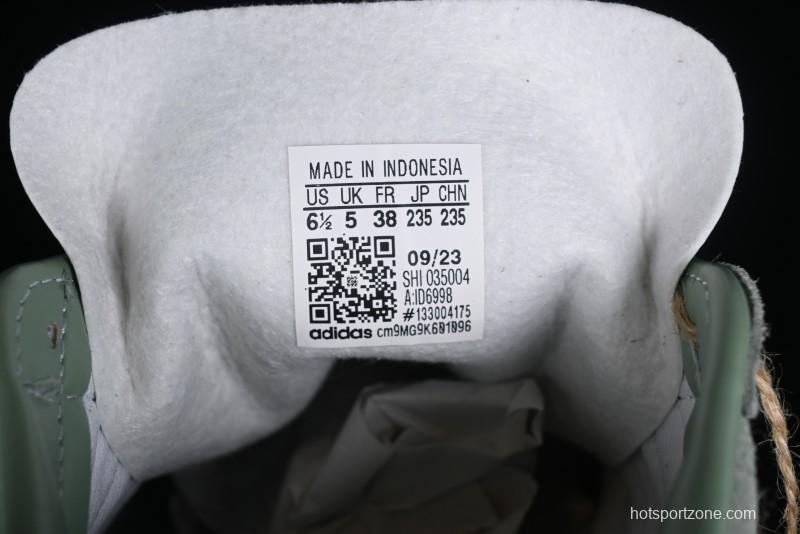 MADE IN INDONESIA
US UK FR JP CHN
6½ 5 38 235 235
09/23
SHI 035004
A:ID6998
#133004175
adidas cm9MG9K601096
hotsportzone.com